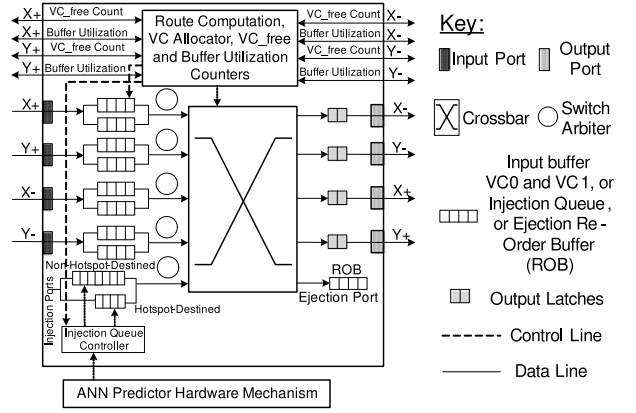 X+ VC_free Count
X+ Buffer Utilization
Y+ VC_free Count
Y+ Buffer Utilization
Route Computation,
VC Allocator, VC_free
and Buffer Utilization
Counters
VC_free Count X-
Buffer Utilization X-
VC_free Count Y-
Buffer Utilization Y-
X+
Y+
X-
Y-
X-
Y-
X+
Y+
Non-Hotspot-Destined
Hotspot-Destined
Injection Ports
Injection Queue
Controller
ROB
Ejection Port
ANN Predictor Hardware Mechanism
Key:
Input Port
Output
Port
Crossbar
Switch
Arbiter
Input buffer
VC0 and VC1, or
Injection Queue,
or Ejection Re-
Order Buffer
(ROB)
Output Latches
Control Line
Data Line